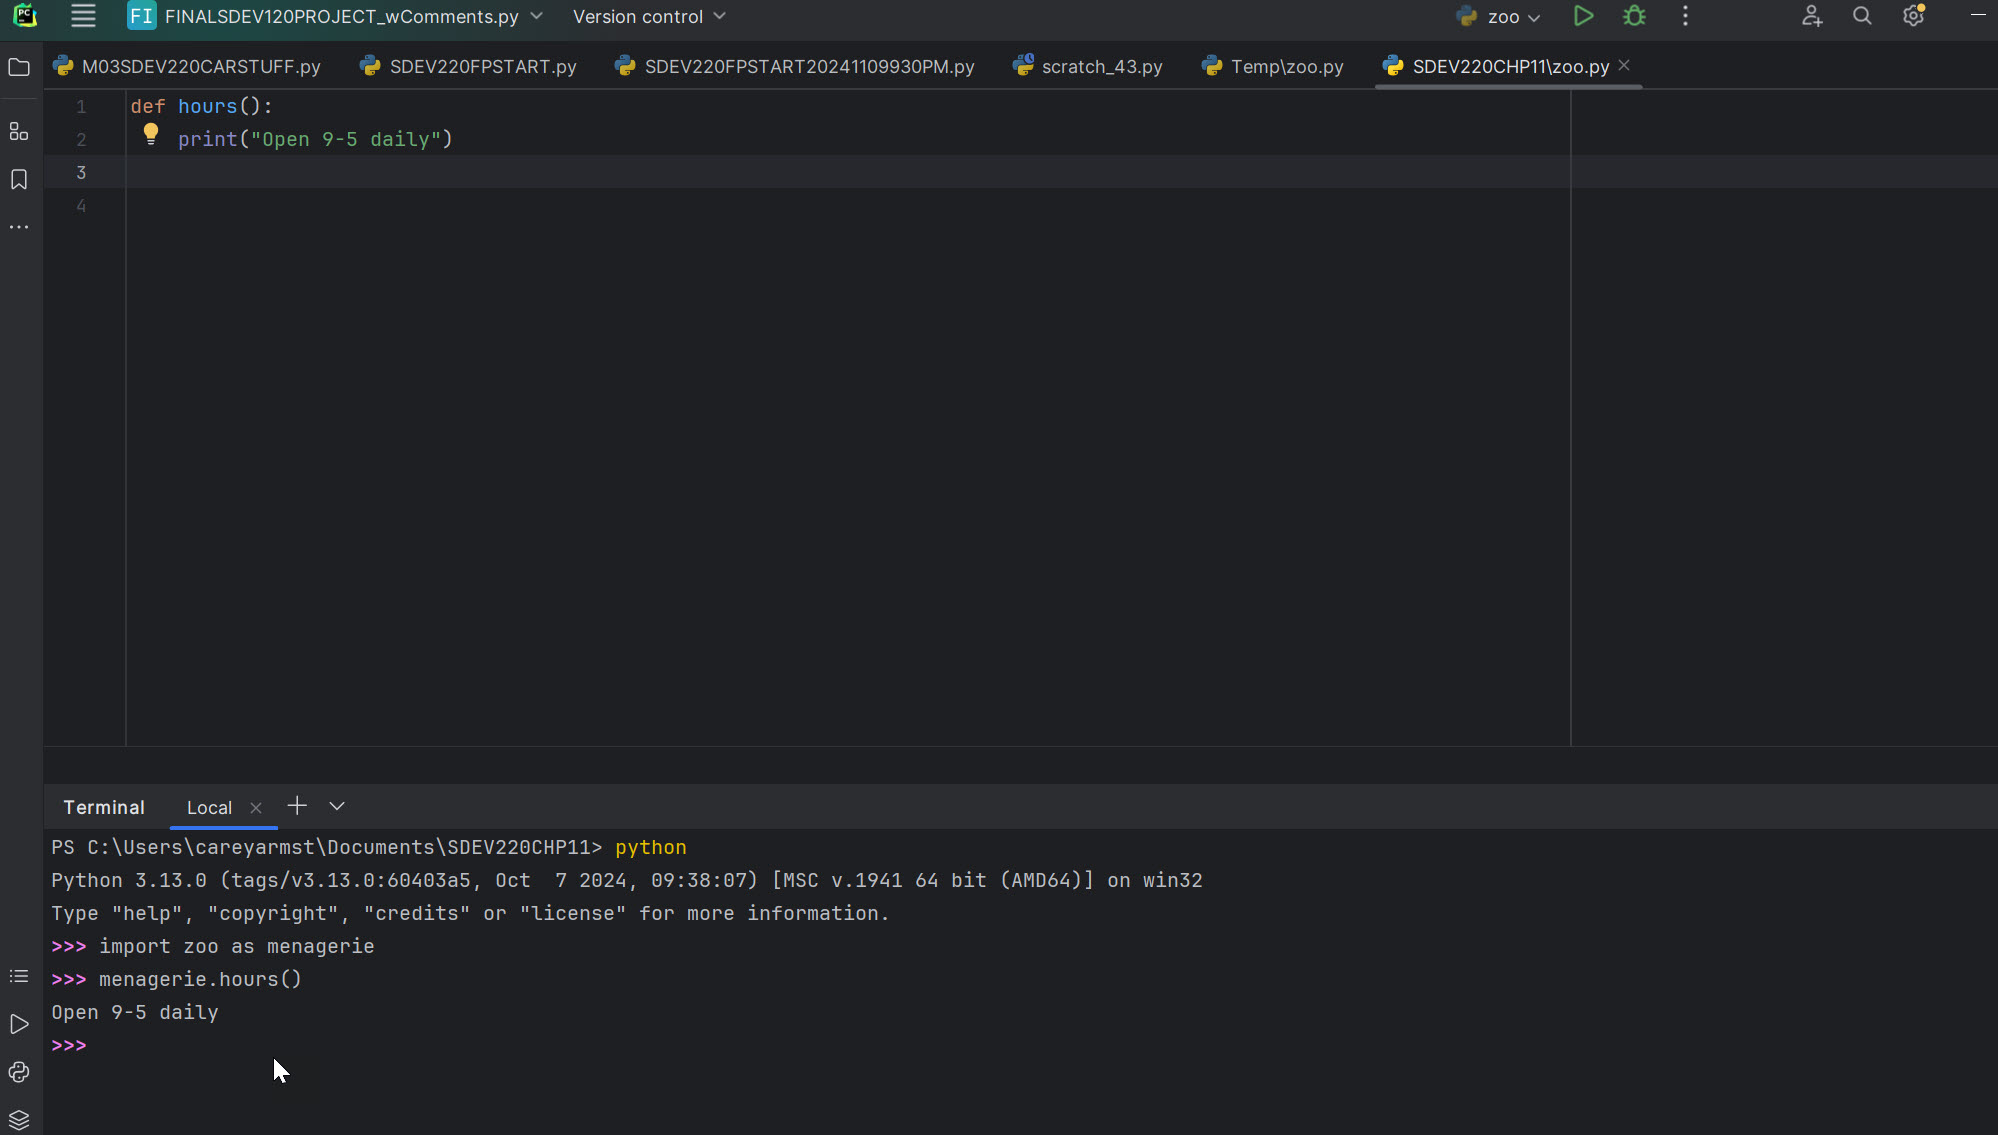 PC FI FINALSDEV120PROJECT_wComments.py Version control zoo
M03SDEV220CARSTUFF.py SDEV220FPSTART.py SDEV220FPSTART20241109930PM.py scratch_43.py Temp\zoo.py SDEV220CHP11\zoo.py
1 def hours():
2 print("Open 9-5 daily")
3
4
Terminal Local
PS C:\Users\careyarmst\Documents\SDEV220CHP11> python
Python 3.13.0 (tags/v3.13.0:60403a5, Oct  7 2024, 09:38:07) [MSC v.1941 64 bit (AMD64)] on win32
Type "help", "copyright", "credits" or "license" for more information.
>>> import zoo as menagerie
>>> menagerie.hours()
Open 9-5 daily
>>>